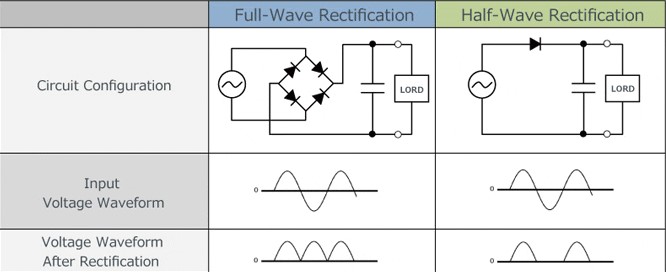 Full-Wave Rectification
Half-Wave Rectification
Circuit Configuration
LORD
LORD
Input
Voltage Waveform
0
0
Voltage Waveform
After Rectification
0
0